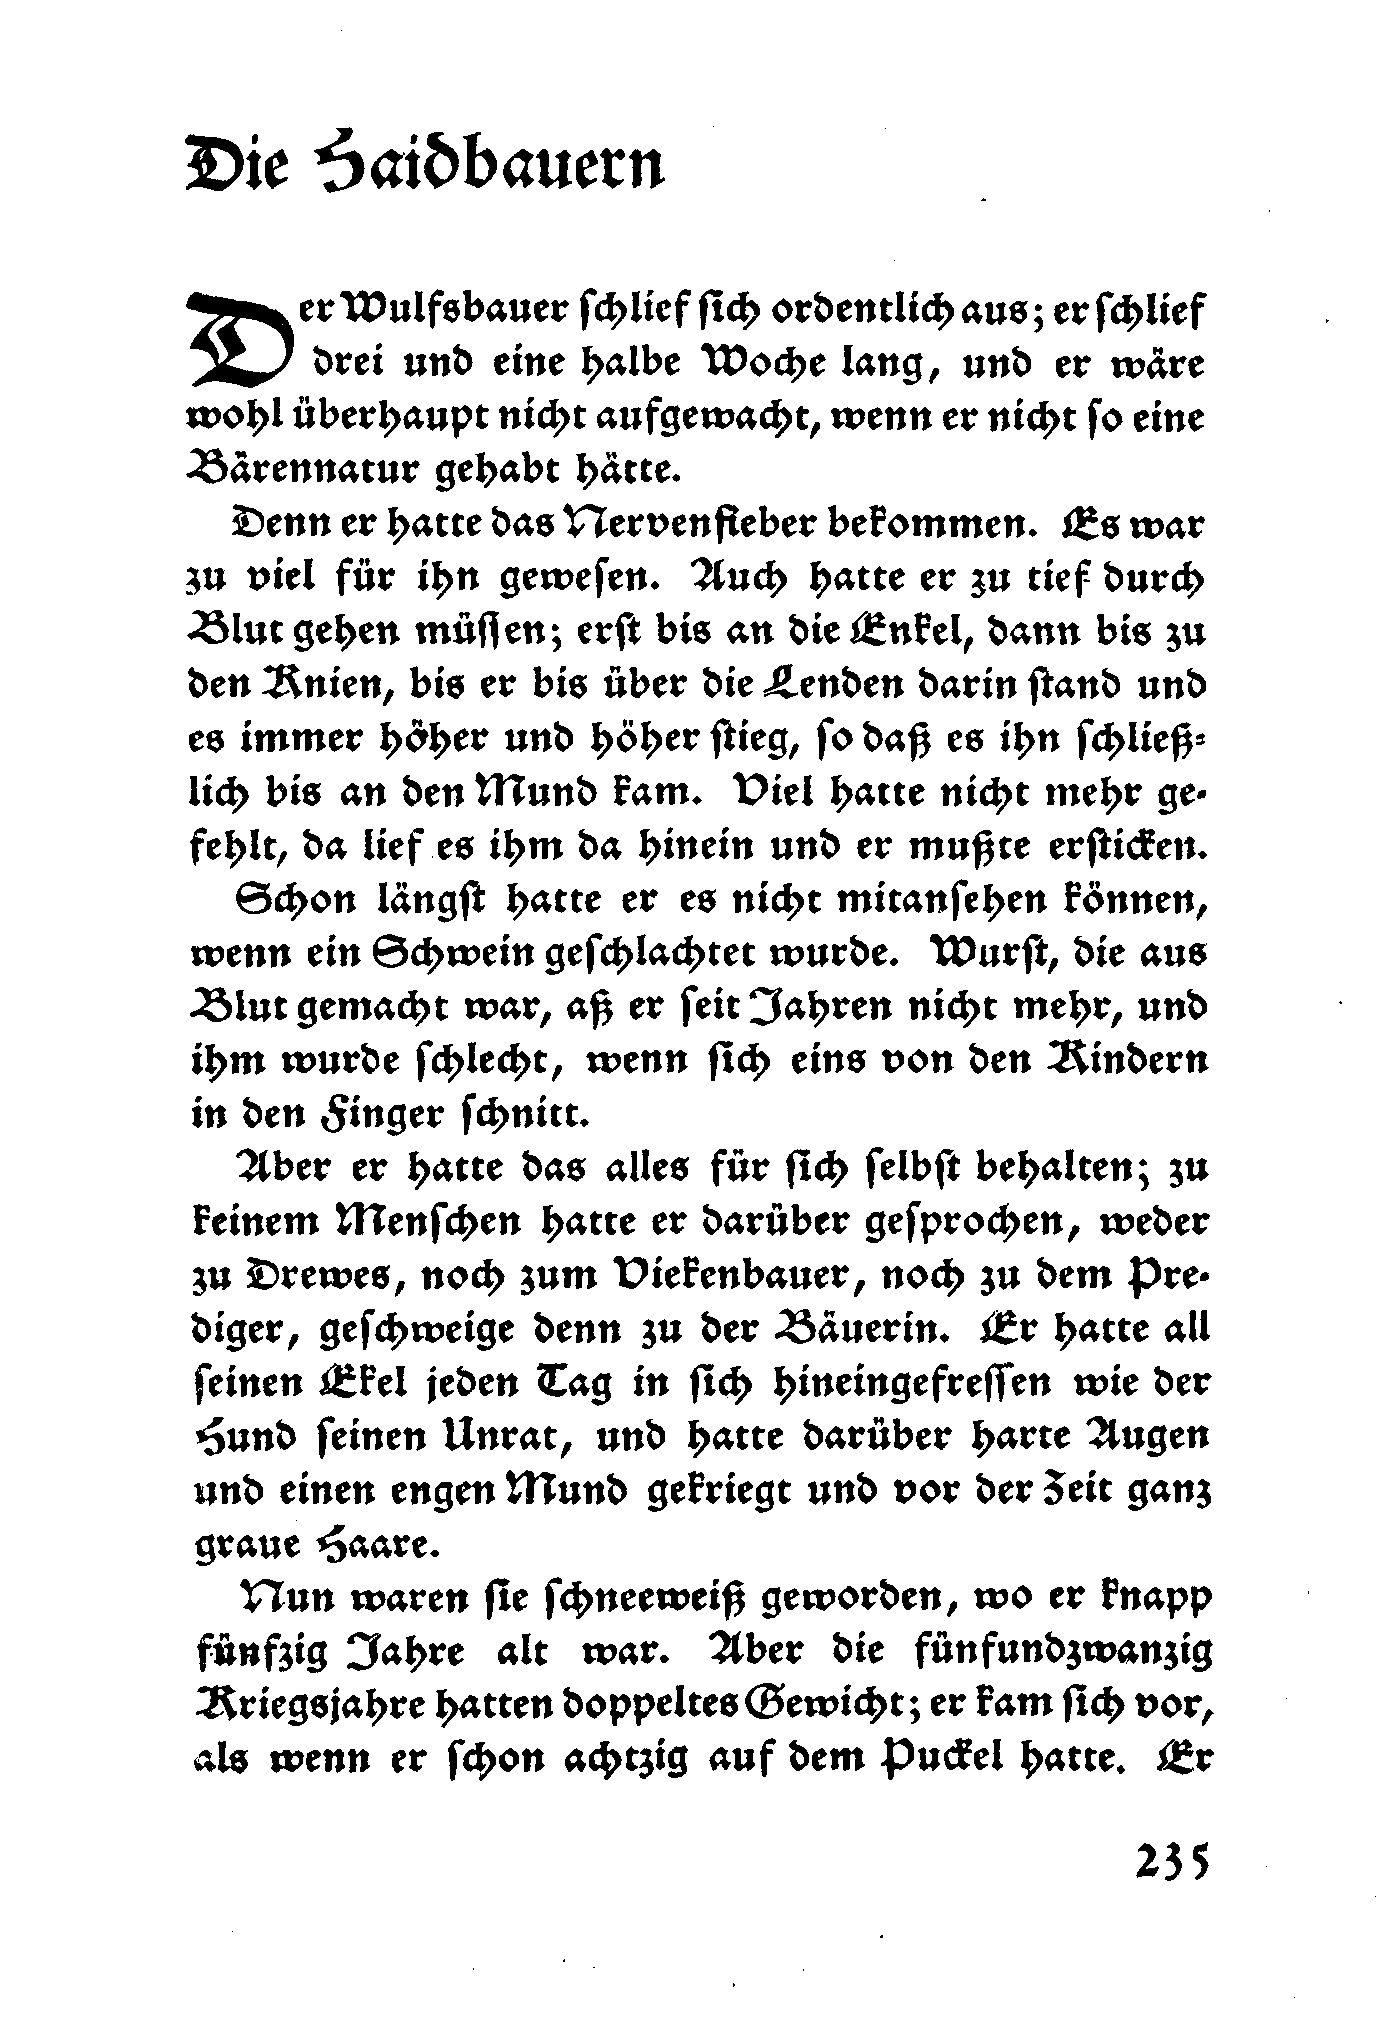 Die Haidbauern
Der Wulfsbauer schlief sich ordentlich aus; er schlief
drei und eine halbe Woche lang, und er wäre
wohl überhaupt nicht aufgewacht, wenn er nicht so eine
Bärennatur gehabt hätte.
Denn er hatte das Nervenfieber bekommen. Es war
zu viel für ihn gewesen. Auch hatte er zu tief durch
Blut gehen müssen; erst bis an die Enkel, dann bis zu
den Knien, bis er bis über die Lenden darin stand und
es immer höher und höher stieg, so daß es ihn schließ-
lich bis an den Mund kam. Viel hatte nicht mehr ge-
fehlt, da lief es ihm da hinein und er mußte ersticken.
Schon längst hatte er es nicht mitansehen können,
wenn ein Schwein geschlachtet wurde. Wurst, die aus
Blut gemacht war, aß er seit Jahren nicht mehr, und
ihm wurde schlecht, wenn sich eins von den Kindern
in den Finger schnitt.
Aber er hatte das alles für sich selbst behalten; zu
keinem Menschen hatte er darüber gesprochen, weder
zu Drewes, noch zum Viekenbauer, noch zu dem Pre-
diger, geschweige denn zu der Bäuerin. Er hatte all
seinen Ekel jeden Tag in sich hineingefressen wie der
Hund seinen Unrat, und hatte darüber harte Augen
und einen engen Mund gekriegt und vor der Zeit ganz
graue Haare.
Nun waren sie schneeweiß geworden, wo er knapp
fünfzig Jahre alt war. Aber die fünfundzwanzig
Kriegsjahre hatten doppeltes Gewicht; er kam sich vor,
als wenn er schon achtzig auf dem Puckel hatte. Er
235